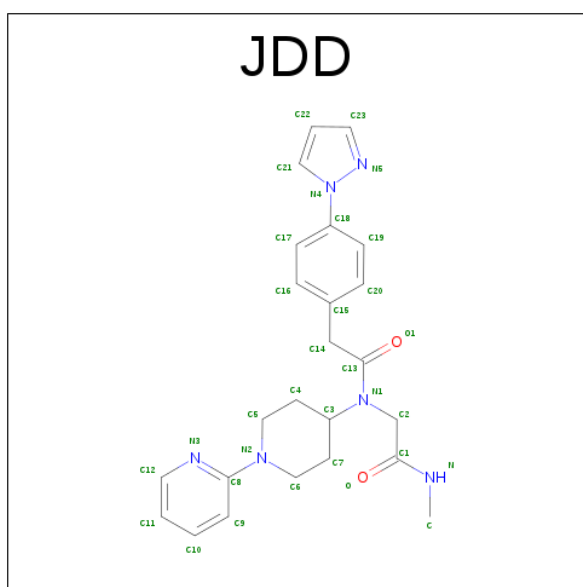 JDD
C22 C23
C21 N5
N4
C18
C17 C19
C16 C20
C15
O1 O
C14
C13
N1
C4
C5 C3 C2
N3 N2
C7 C1 N
C12 C8 O NH
C6 O
C11 C9 C
C10
N N N N N